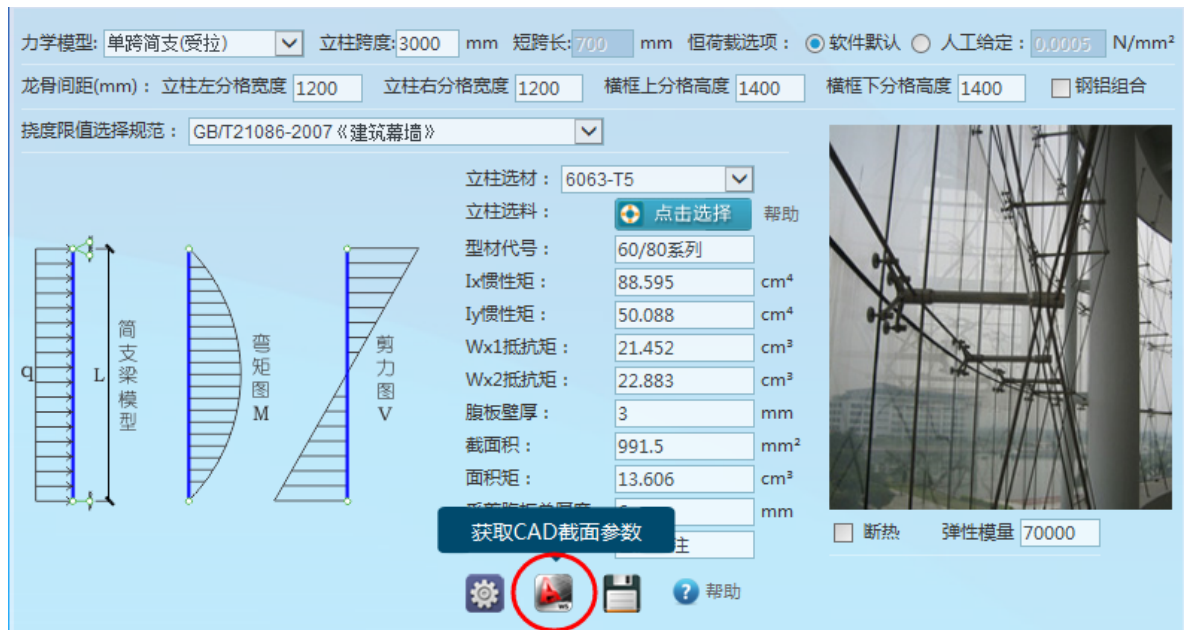 力学模型: 单跨简支(受拉) 立柱跨度: 3000 mm 短跨长: 700 mm 恒荷载选项： 软件默认 人工给定： 0.0005 N/mm²
龙骨间距(mm)： 立柱左分格宽度 1200 立柱右分格宽度 1200 横框上分格高度 1400 横框下分格高度 1400 钢铝组合
挠度限值选择规范： GB/T21086-2007《建筑幕墙》
立柱选材： 6063-T5
立柱选料： 点击选择 帮助
型材代号： 60/80系列
Ix惯性矩： 88.595 cm⁴
Iy惯性矩： 50.088 cm⁴
Wx1抵抗矩： 21.452 cm³
Wx2抵抗矩： 22.883 cm³
腹板壁厚： 3 mm
截面积： 991.5 mm²
面积矩： 13.606 cm³
mm
q
L
简支梁模型
弯矩图M
剪力图V
获取CAD截面参数
注
断热 弹性模量 70000
帮助